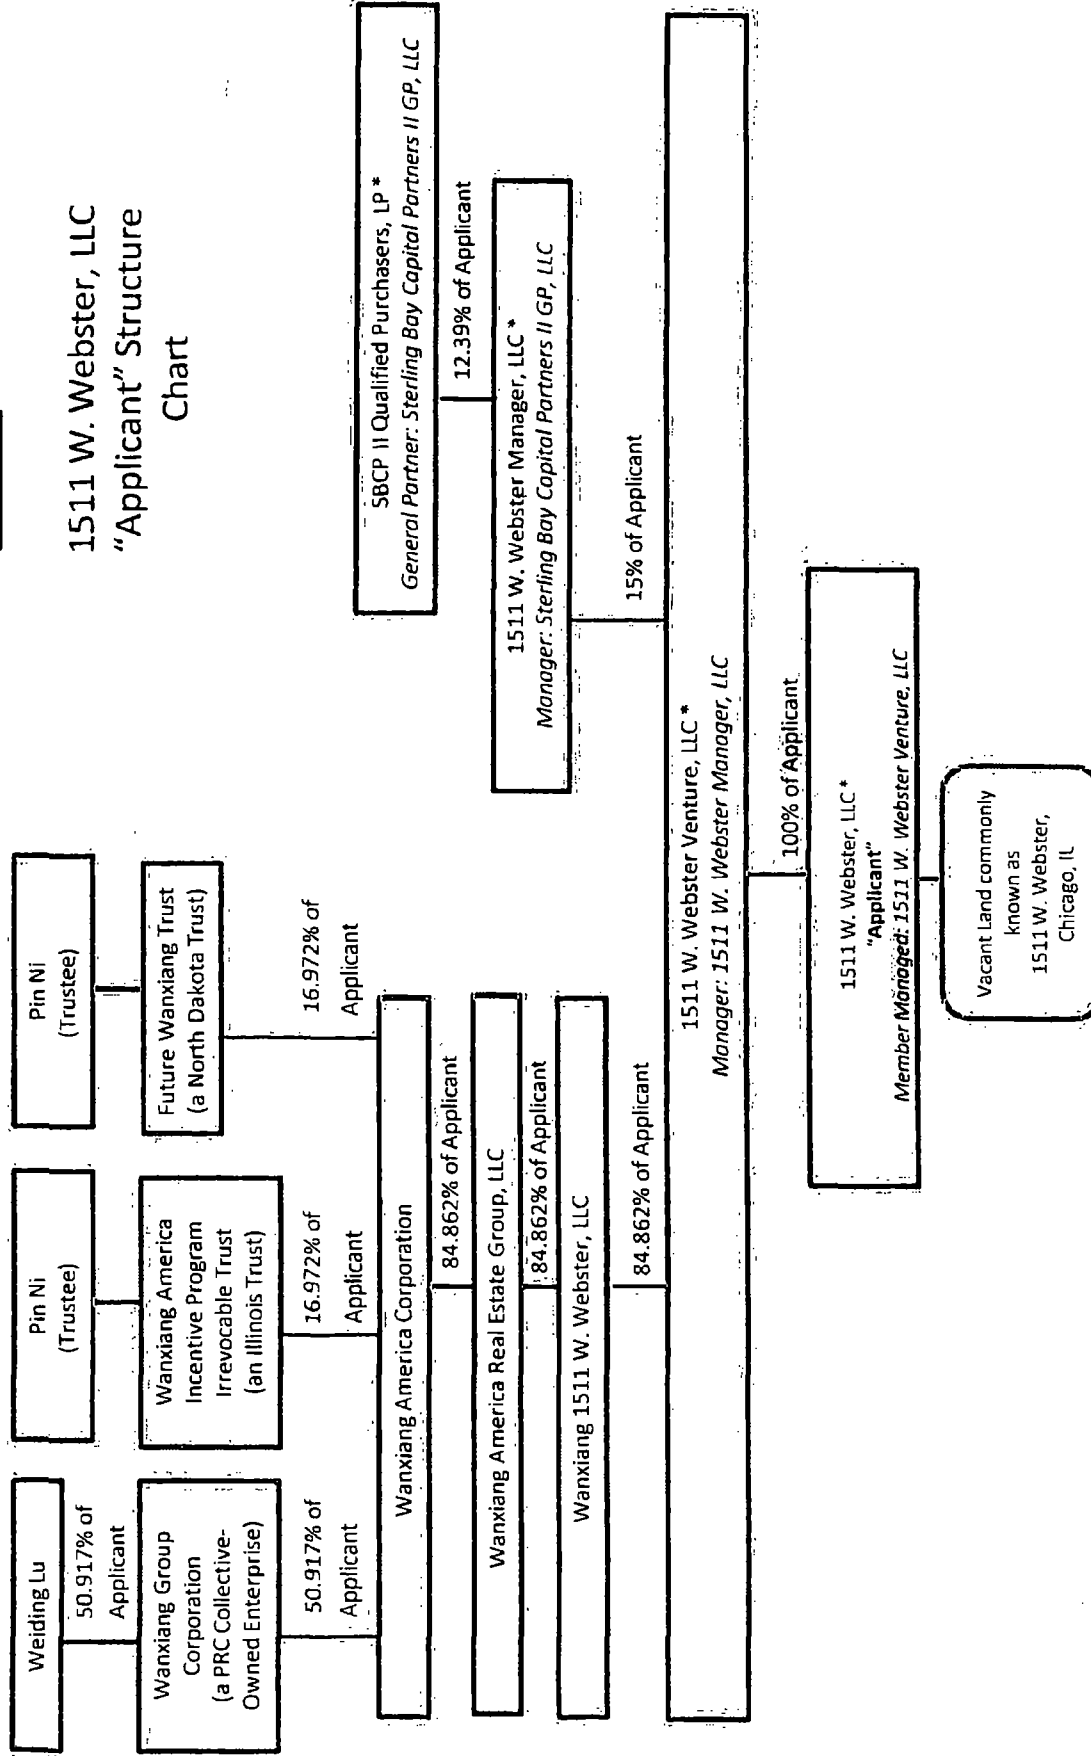 1511 W. Webster, LLC
"Applicant" Structure
Chart
Weiding Lu
50.917% of
Applicant
Wanxiang Group
Corporation
(a PRC Collective-
Owned Enterprise)
50.917% of
Applicant
Pin Ni
(Trustee)
Wanxiang America
Incentive Program
Irrevocable Trust
(an Illinois Trust)
16.972% of
Applicant
Pin Ni
(Trustee)
Future Wanxiang Trust
(a North Dakota Trust)
16.972% of
Applicant
Wanxiang America Corporation
84.862% of Applicant
Wanxiang America Real Estate Group, LLC
84.862% of Applicant
Wanxiang 1511 W. Webster, LLC
84.862% of Applicant
SBCP II Qualified Purchasers, LP *
General Partner: Sterling Bay Capital Partners II GP, LLC
12.39% of Applicant
1511 W. Webster Manager, LLC *
Manager: Sterling Bay Capital Partners II GP, LLC
15% of Applicant
1511 W. Webster Venture, LLC *
Manager: 1511 W. Webster Manager, LLC
100% of Applicant
1511 W. Webster, LLC *
"Applicant"
Member Managed: 1511 W. Webster Venture, LLC
Vacant Land commonly
known as
1511 W. Webster,
Chicago, IL